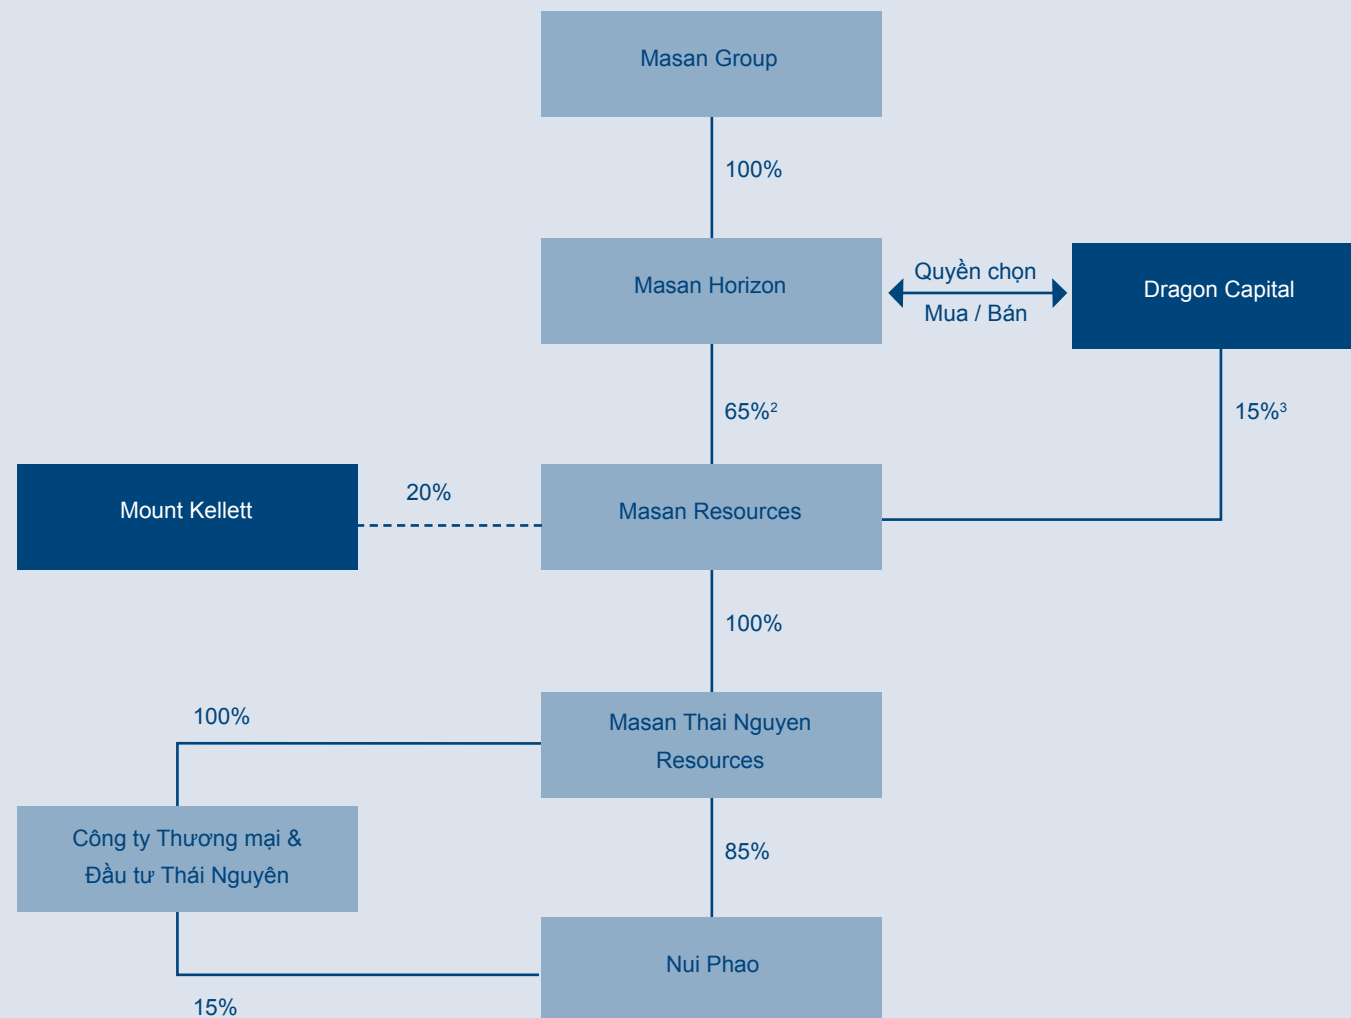 Masan Group
100%
Masan Horizon
Quyền chọn
Mua / Bán
Dragon Capital
65%²
15%³
Mount Kellett
20%
Masan Resources
100%
Masan Thai Nguyen
Resources
100%
Công ty Thương mại &
Đầu tư Thái Nguyên
85%
Nui Phao
15%